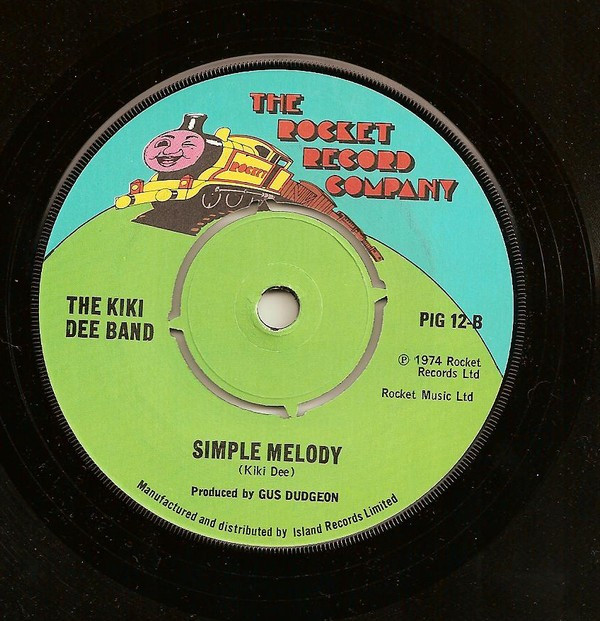 THE
ROCKET
RECORD
COMPANY
ROCKET
THE KIKI
DEE BAND
PIG 12-B
℗ 1974 Rocket
Records Ltd
Rocket Music Ltd
SIMPLE MELODY
(Kiki Dee)
Produced by GUS DUDGEON
Manufactured and distributed by Island Records Limited